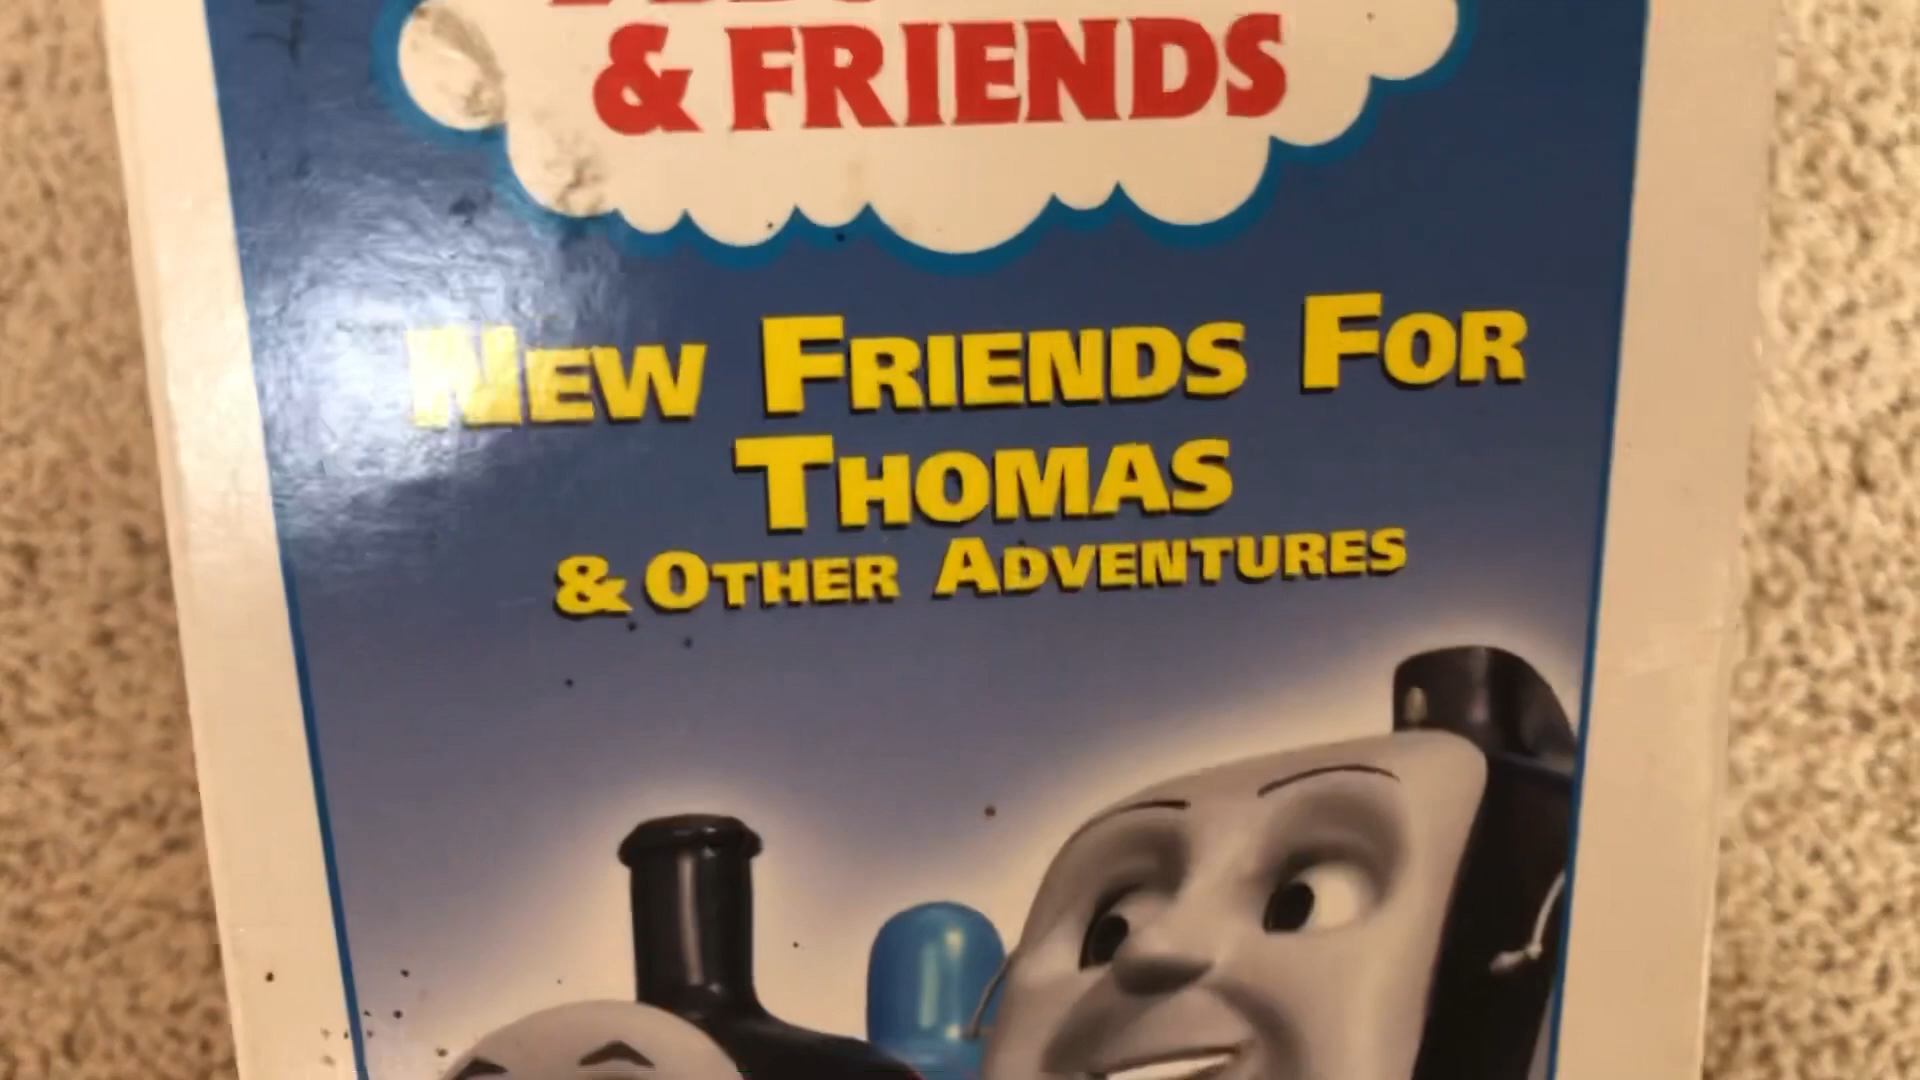 & FRIENDS
NEW FRIENDS FOR
THOMAS
& OTHER ADVENTURES